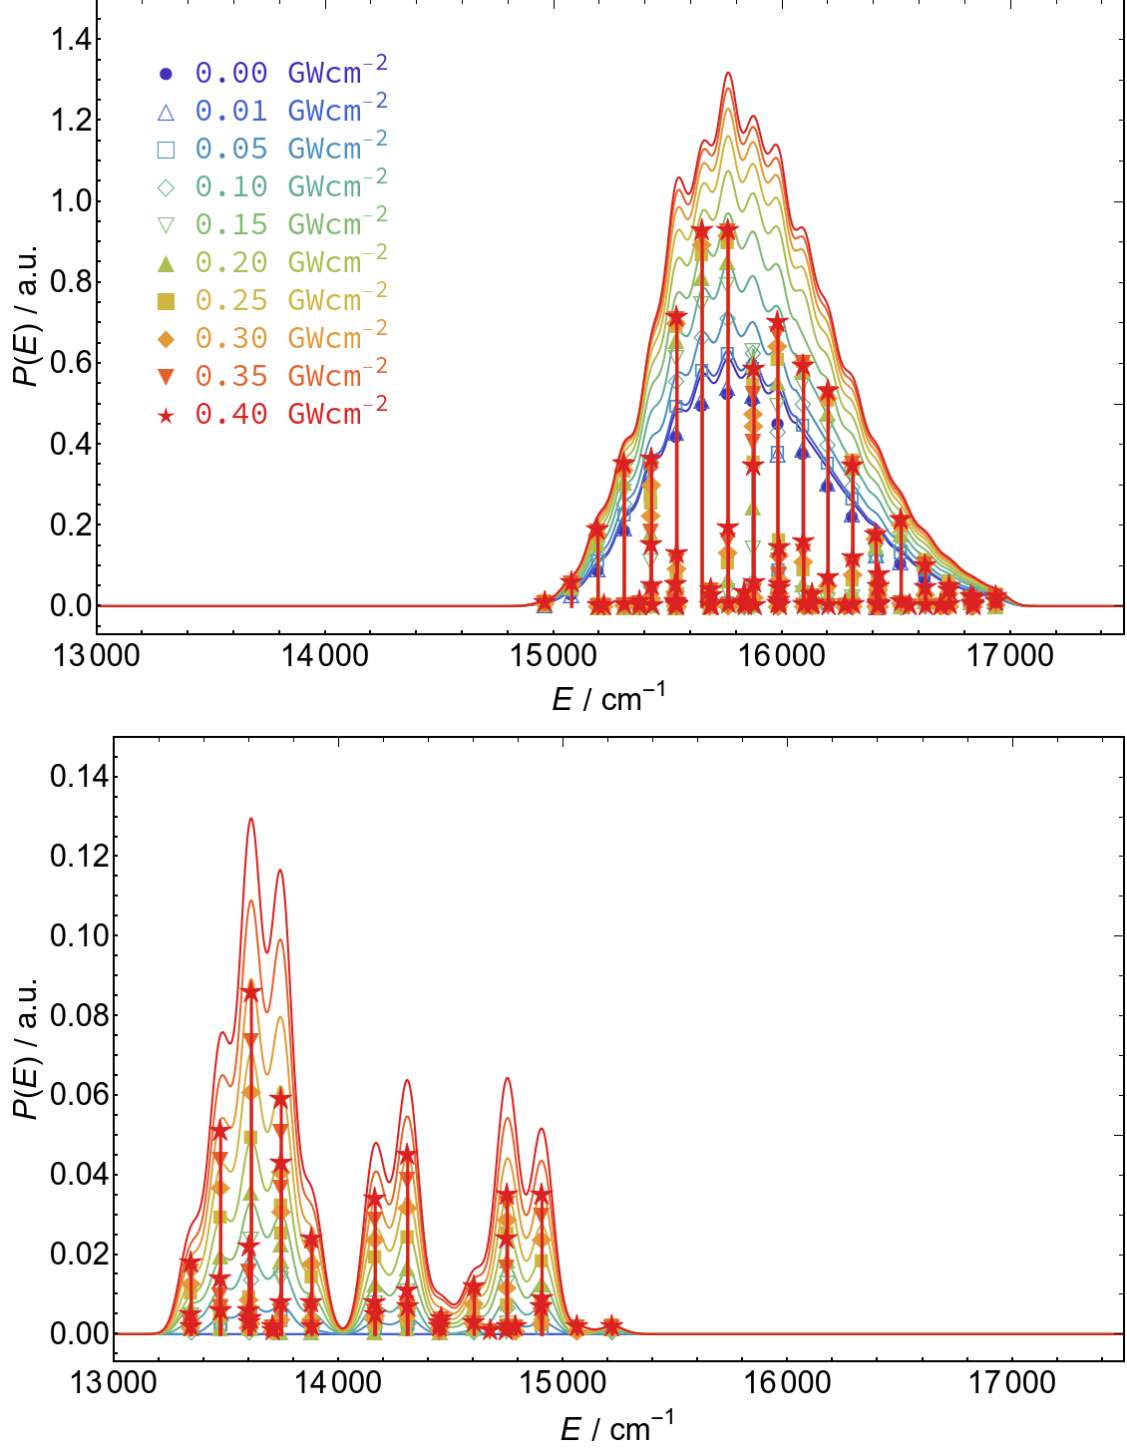 1.4
1.2
1.0
0.8
0.6
0.4
0.2
0.0
P(E) / a.u.
0.00 GWcm⁻²
0.01 GWcm⁻²
0.05 GWcm⁻²
0.10 GWcm⁻²
0.15 GWcm⁻²
0.20 GWcm⁻²
0.25 GWcm⁻²
0.30 GWcm⁻²
0.35 GWcm⁻²
0.40 GWcm⁻²
13000 14000 15000 16000 17000
E / cm⁻¹
0.14
0.12
0.10
0.08
0.06
0.04
0.02
0.00
P(E) / a.u.
13000 14000 15000 16000 17000
E / cm⁻¹